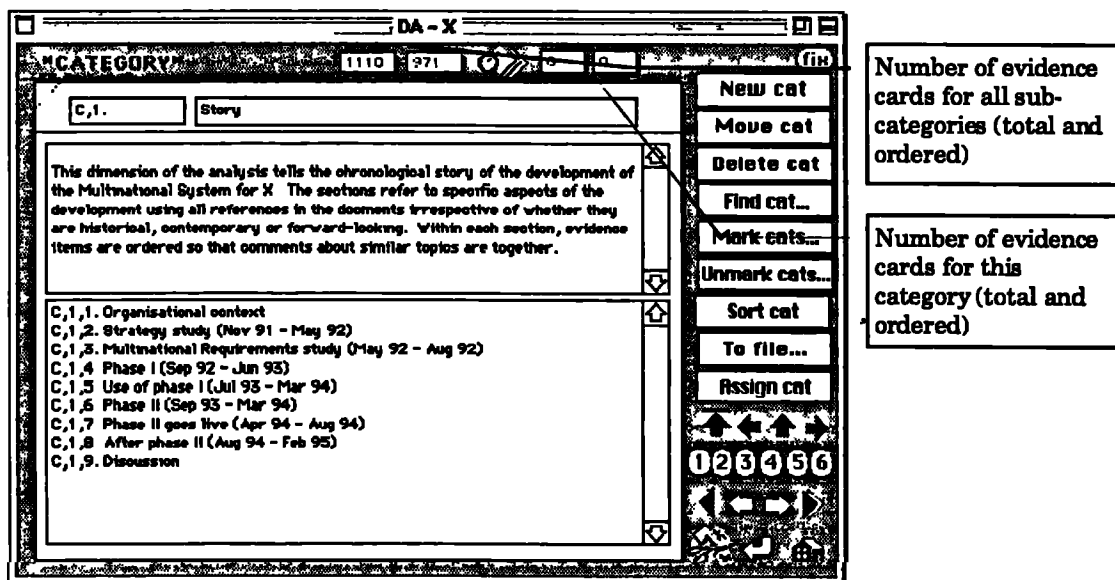 DA - X
"CATEGORY"
1110 971 0 0 fix
C,1. Story
This dimension of the analysis tells the chronological story of the development of
the Multinational System for X The sections refer to specific aspects of the
development using all references in the dooments irrespective of whether they
are historical, contemporary or forward-looking. Within each section, evidence
items are ordered so that comments about similar topics are together.
C,1,1. Organisational context
C,1,2. Strategy study (Nov 91 - May 92)
C,1,3. Multinational Requirements study (May 92 - Aug 92)
C,1,4 Phase I (Sep 92 - Jun 93)
C,1,5 Use of phase I (Jul 93 - Mar 94)
C,1,6 Phase II (Sep 93 - Mar 94)
C,1,7 Phase II goes live (Apr 94 - Aug 94)
C,1,8 After phase II (Aug 94 - Feb 95)
C,1,9. Discussion
New cat
Move cat
Delete cat
Find cat...
Mark cats...
Unmark cats...
Sort cat
To file...
Assign cat
1 2 3 4 5 6
Number of evidence
cards for all sub-
categories (total and
ordered)
Number of evidence
cards for this
category (total and
ordered)